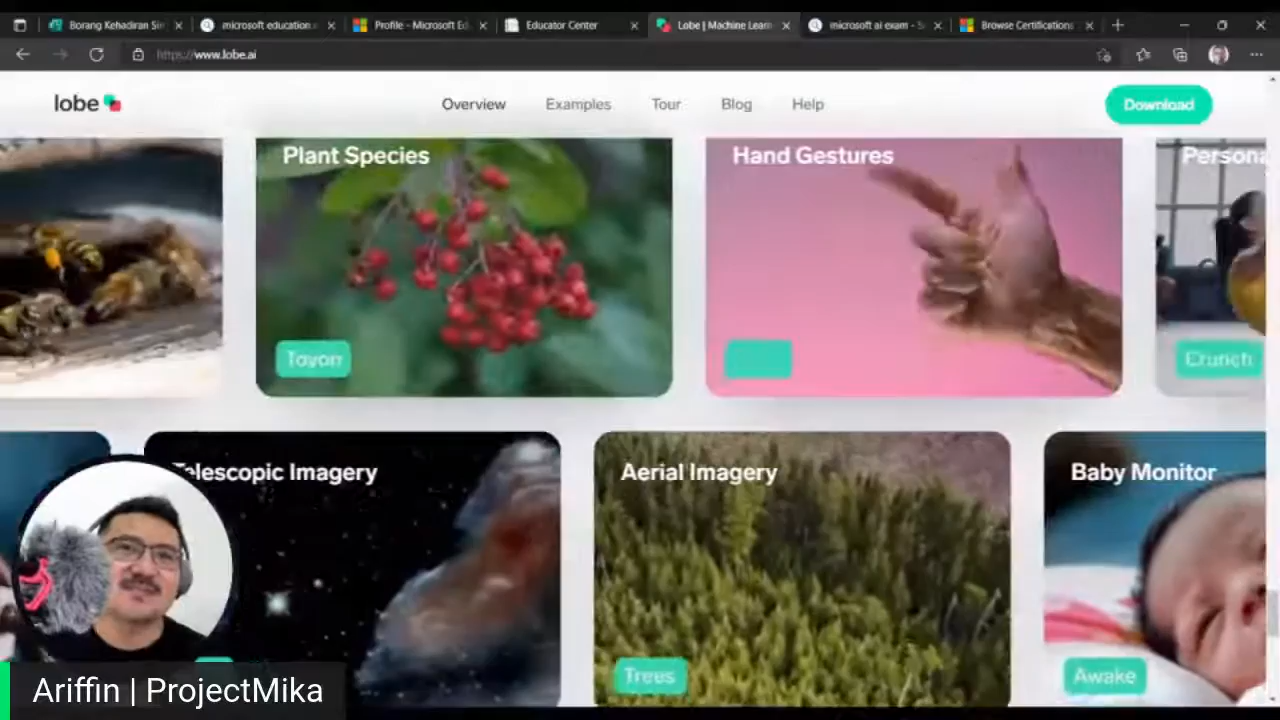 Borang Kehadiran Sin
microsoft education
Profile - Microsoft Ed
Educator Center
Lobe | Machine Learn
microsoft ai exam - S
Browse Certifications
https://www.lobe.ai
lobe
Overview
Examples
Tour
Blog
Help
Download
Plant Species
Hand Gestures
Persona
Toyon
Crunch
Telescopic Imagery
Aerial Imagery
Baby Monitor
Trees
Awake
Ariffin | ProjectMika